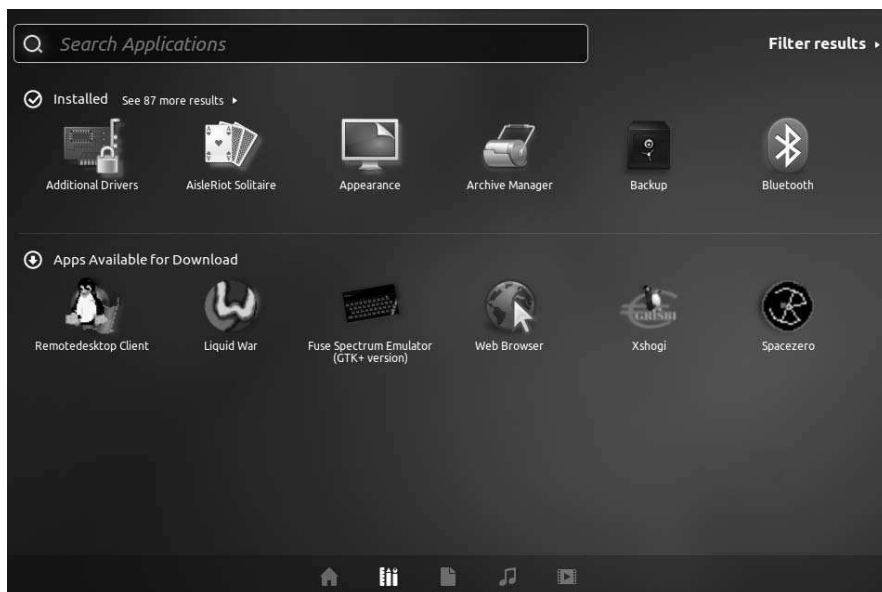 Search Applications
Filter results
Installed See 87 more results
Additional Drivers
AisleRiot Solitaire
Appearance
Archive Manager
Backup
Bluetooth
Apps Available for Download
Remotedesktop Client
Liquid War
Fuse Spectrum Emulator
(GTK+ version)
Web Browser
GRISBI
Xshogi
Spacezero